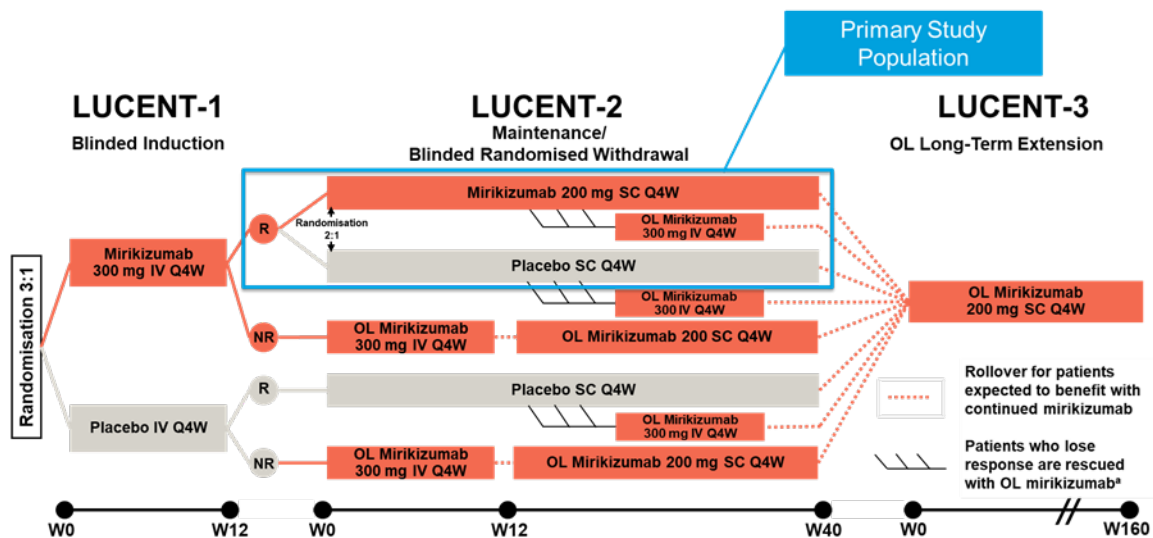 Primary Study
Population
LUCENT-1
Blinded Induction
LUCENT-2
Maintenance/
Blinded Randomised Withdrawal
LUCENT-3
OL Long-Term Extension
Randomisation 3:1
Mirikizumab
300 mg IV Q4W
R
Randomisation
2:1
Mirikizumab 200 mg SC Q4W
OL Mirikizumab
300 mg IV Q4W
Placebo SC Q4W
OL Mirikizumab
300 IV Q4W
NR
OL Mirikizumab
300 mg IV Q4W
OL Mirikizumab 200 SC Q4W
Placebo IV Q4W
R
Placebo SC Q4W
OL Mirikizumab
300 mg IV Q4W
NR
OL Mirikizumab
300 mg IV Q4W
OL Mirikizumab 200 mg SC Q4W
OL Mirikizumab
200 mg SC Q4W
Rollover for patients
expected to benefit with
continued mirikizumab
Patients who lose
response are rescued
with OL mirikizumabᵃ
W0
W12
W0
W12
W40
W0
W160